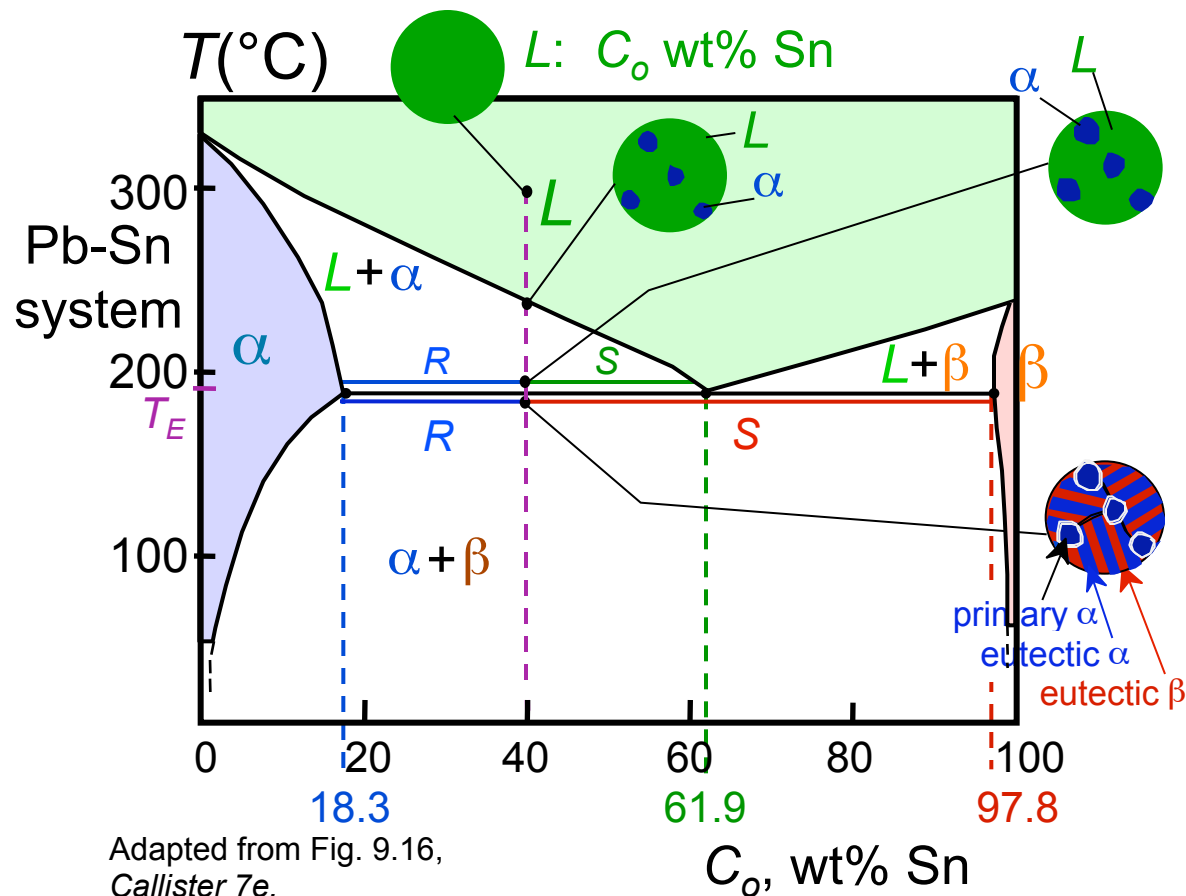 T(°C)
L: Co wt% Sn
L
α
L
α
300
L
Pb-Sn
system
L+α
α
200
R
S
L+β
β
TE
R
S
100
α+β
primary α
eutectic α
eutectic β
0
20
40
60
80
100
18.3
61.9
97.8
Adapted from Fig. 9.16,
Callister 7e.
Co, wt% Sn